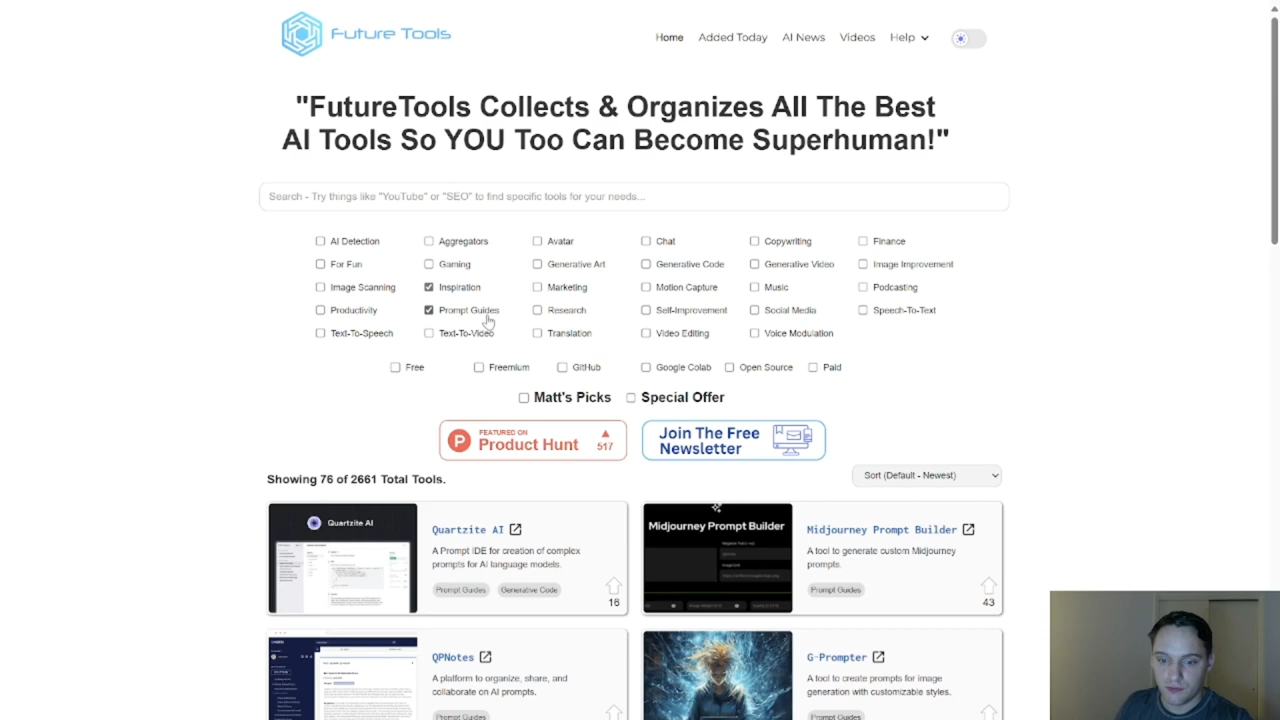 Future Tools
Home Added Today AI News Videos Help
"FutureTools Collects & Organizes All The Best
AI Tools So YOU Too Can Become Superhuman!"
Search - Try things like "YouTube" or "SEO" to find specific tools for your needs...
AI Detection Aggregators Avatar Chat Copywriting Finance
For Fun Gaming Generative Art Generative Code Generative Video Image Improvement
Image Scanning Inspiration Marketing Motion Capture Music Podcasting
Productivity Prompt Guides Research Self-Improvement Social Media Speech-To-Text
Text-To-Speech Text-To-Video Translation Video Editing Voice Modulation
Free Freemium GitHub Google Colab Open Source Paid
Matt's Picks Special Offer
FEATURED ON
Product Hunt 517
Join The Free
Newsletter
Showing 76 of 2661 Total Tools.
Sort (Default - Newest)
Quartzite AI
Quartzite AI
A Prompt IDE for creation of complex
prompts for AI language models.
Prompt Guides Generative Code
16
Midjourney Prompt Builder
Midjourney Prompt Builder
A tool to generate custom Midjourney
prompts.
Prompt Guides
43
QPNotes
A platform to organize, share, and
collaborate on AI prompts.
Prompt Guides
G-Prompter
A tool to create prompts for image
generation with customizable styles.
Prompt Guides